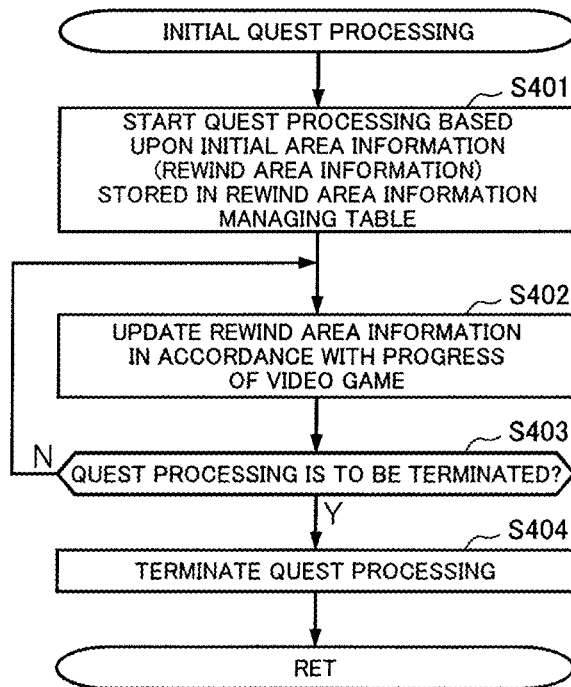 INITIAL QUEST PROCESSING
S401
START QUEST PROCESSING BASED
UPON INITIAL AREA INFORMATION
(REWIND AREA INFORMATION)
STORED IN REWIND AREA INFORMATION
MANAGING TABLE
S402
UPDATE REWIND AREA INFORMATION
IN ACCORDANCE WITH PROGRESS
OF VIDEO GAME
S403
N
QUEST PROCESSING IS TO BE TERMINATED?
Y
S404
TERMINATE QUEST PROCESSING
RET